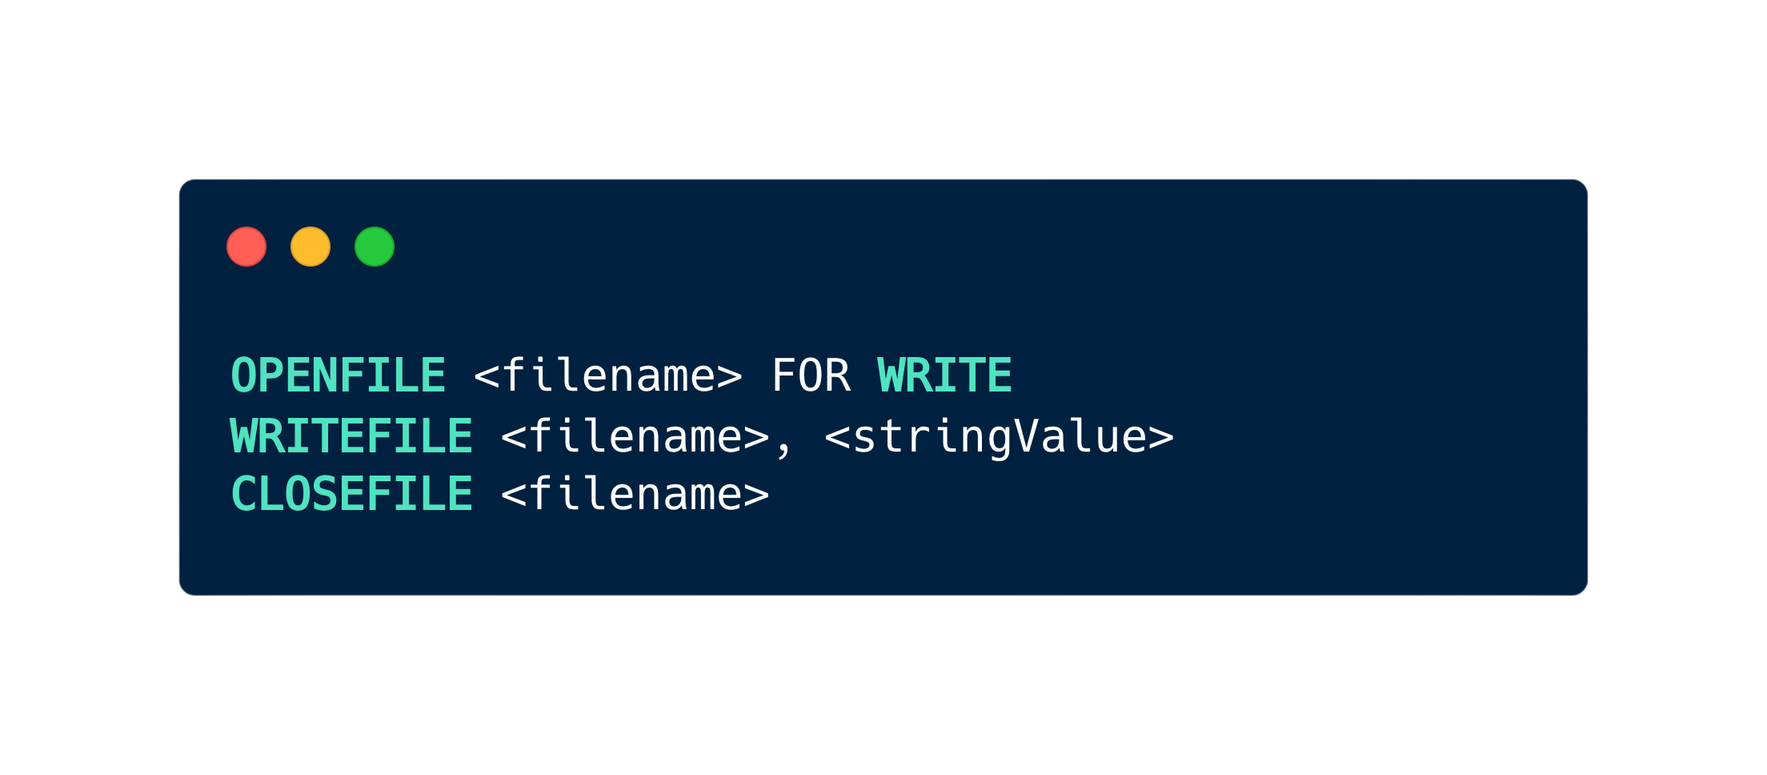 OPENFILE <filename> FOR WRITE
WRITEFILE <filename>, <stringValue>
CLOSEFILE <filename>